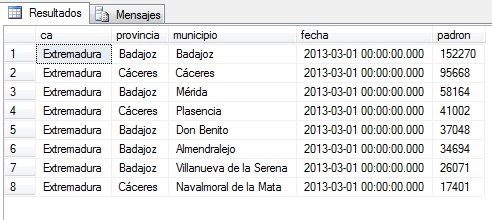 Resultados Mensajes
ca provincia municipio fecha padron
1 Extremadura Badajoz Badajoz 2013-03-01 00:00:00.000 152270
2 Extremadura Cáceres Cáceres 2013-03-01 00:00:00.000 95668
3 Extremadura Badajoz Mérida 2013-03-01 00:00:00.000 58164
4 Extremadura Cáceres Plasencia 2013-03-01 00:00:00.000 41002
5 Extremadura Badajoz Don Benito 2013-03-01 00:00:00.000 37048
6 Extremadura Badajoz Almendralejo 2013-03-01 00:00:00.000 34694
7 Extremadura Badajoz Villanueva de la Serena 2013-03-01 00:00:00.000 26071
8 Extremadura Cáceres Navalmoral de la Mata 2013-03-01 00:00:00.000 17401